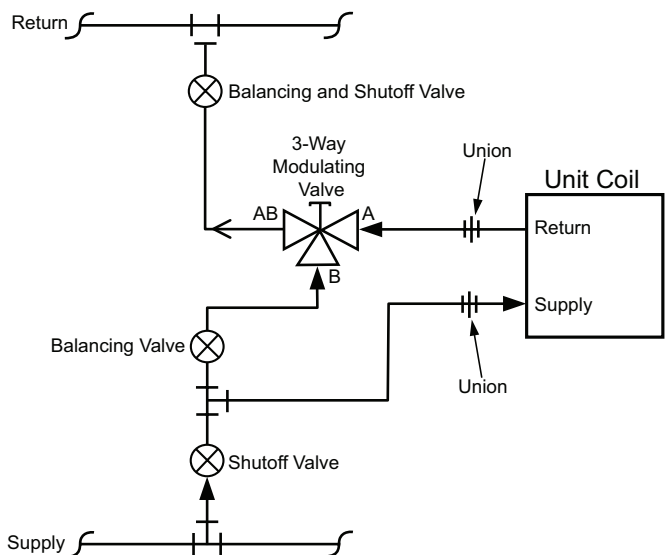 Return
Balancing and Shutoff Valve
3-Way
Modulating
Valve
Union
Unit Coil
AB
A
Return
B
Supply
Balancing Valve
Union
Shutoff Valve
Supply